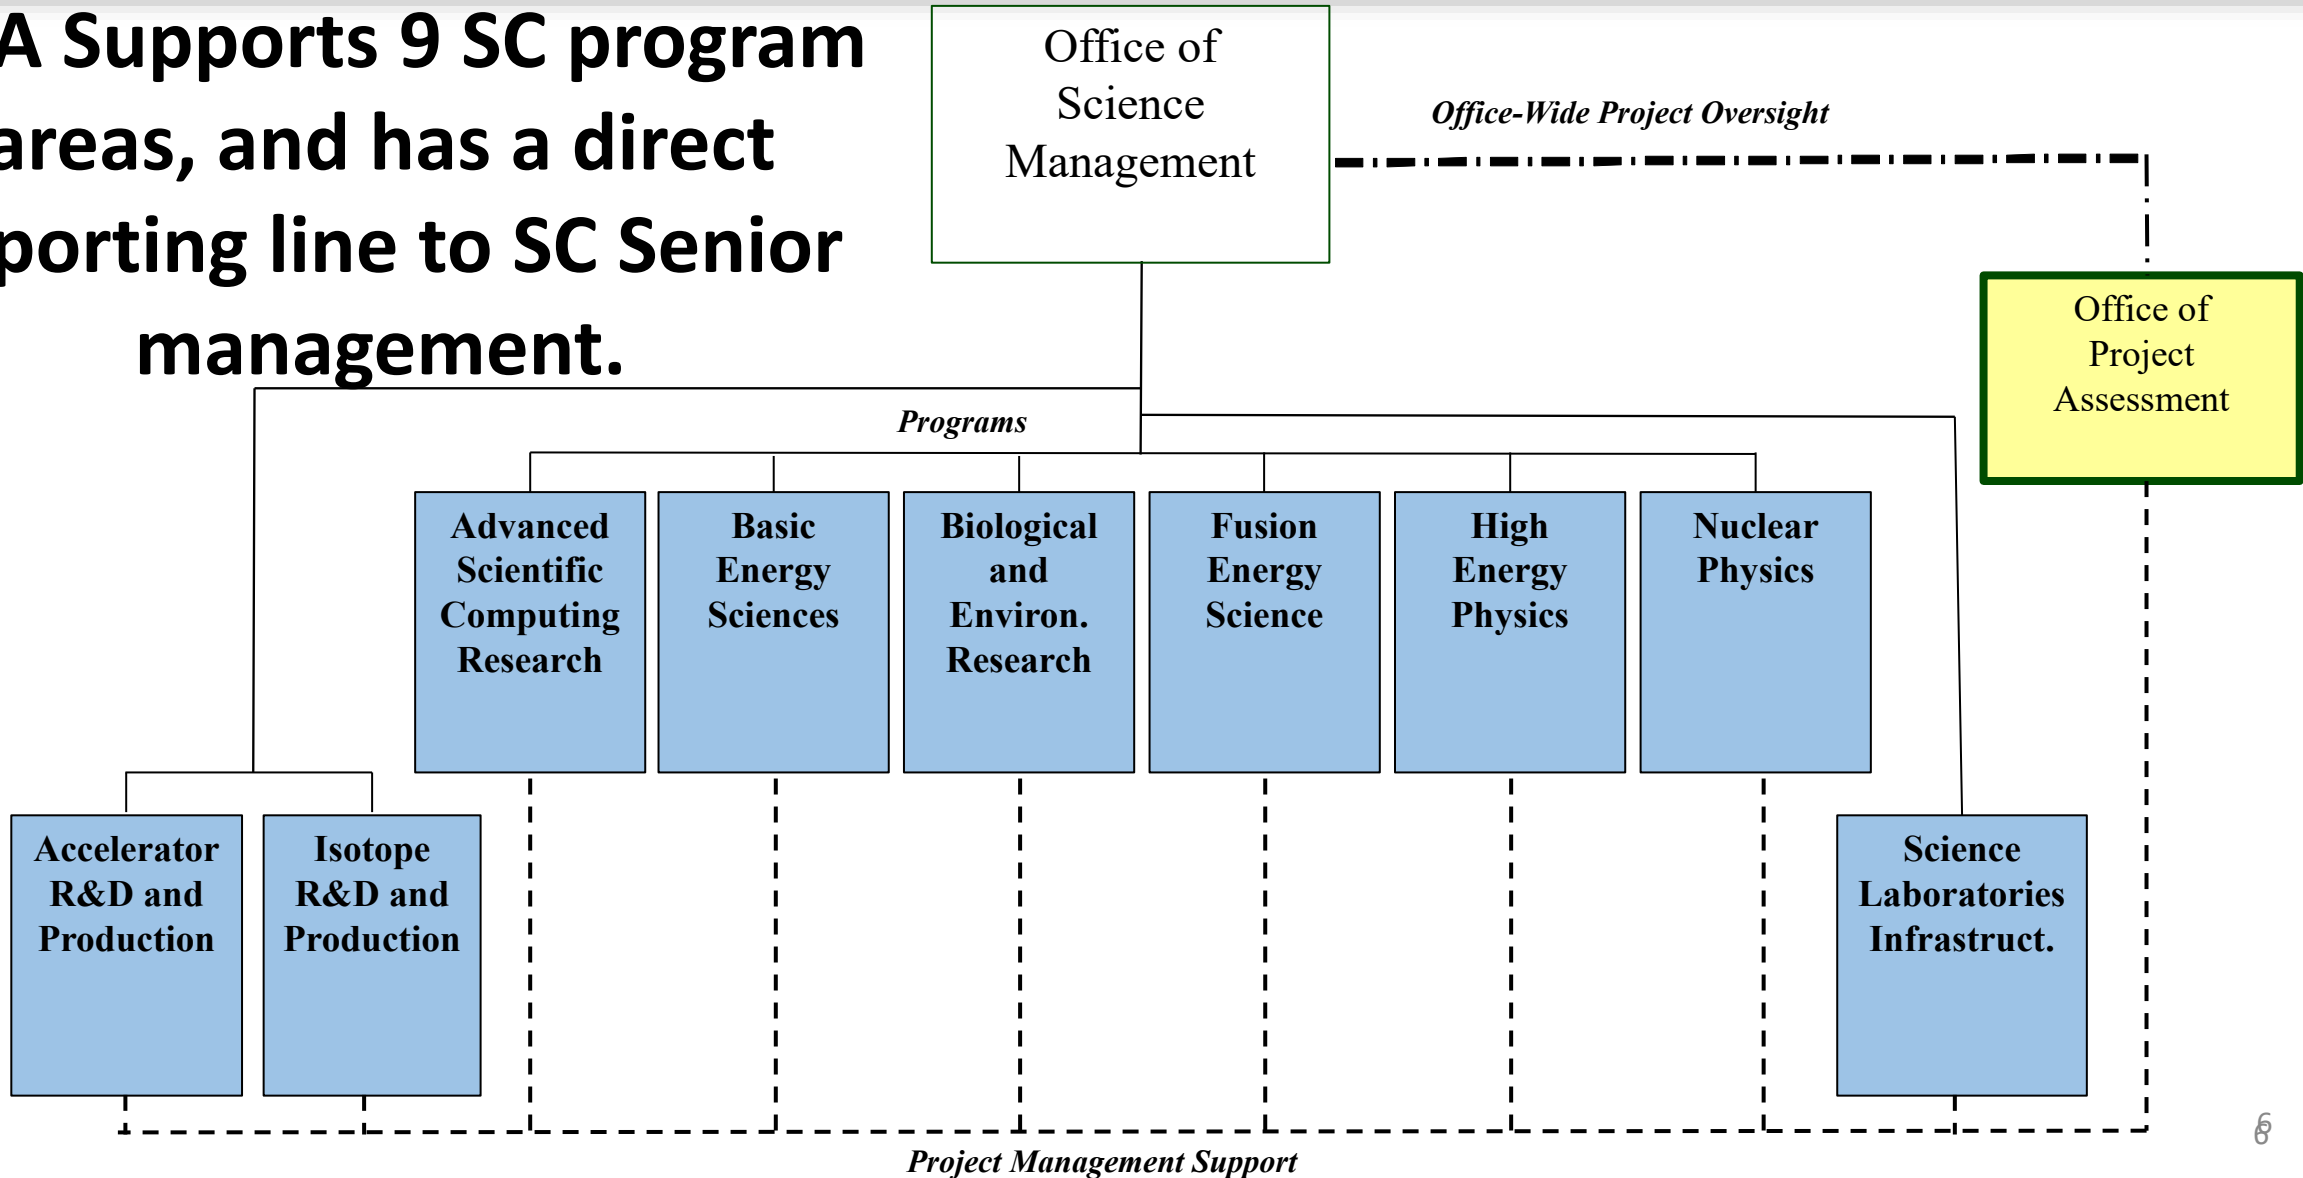 A Supports 9 SC program
areas, and has a direct
porting line to SC Senior
management.
Office of
Science
Management
Office-Wide Project Oversight
Office of
Project
Assessment
Programs
Advanced
Scientific
Computing
Research
Basic
Energy
Sciences
Biological
and
Environ.
Research
Fusion
Energy
Science
High
Energy
Physics
Nuclear
Physics
Accelerator
R&D and
Production
Isotope
R&D and
Production
Science
Laboratories
Infrastruct.
Project Management Support
6
6